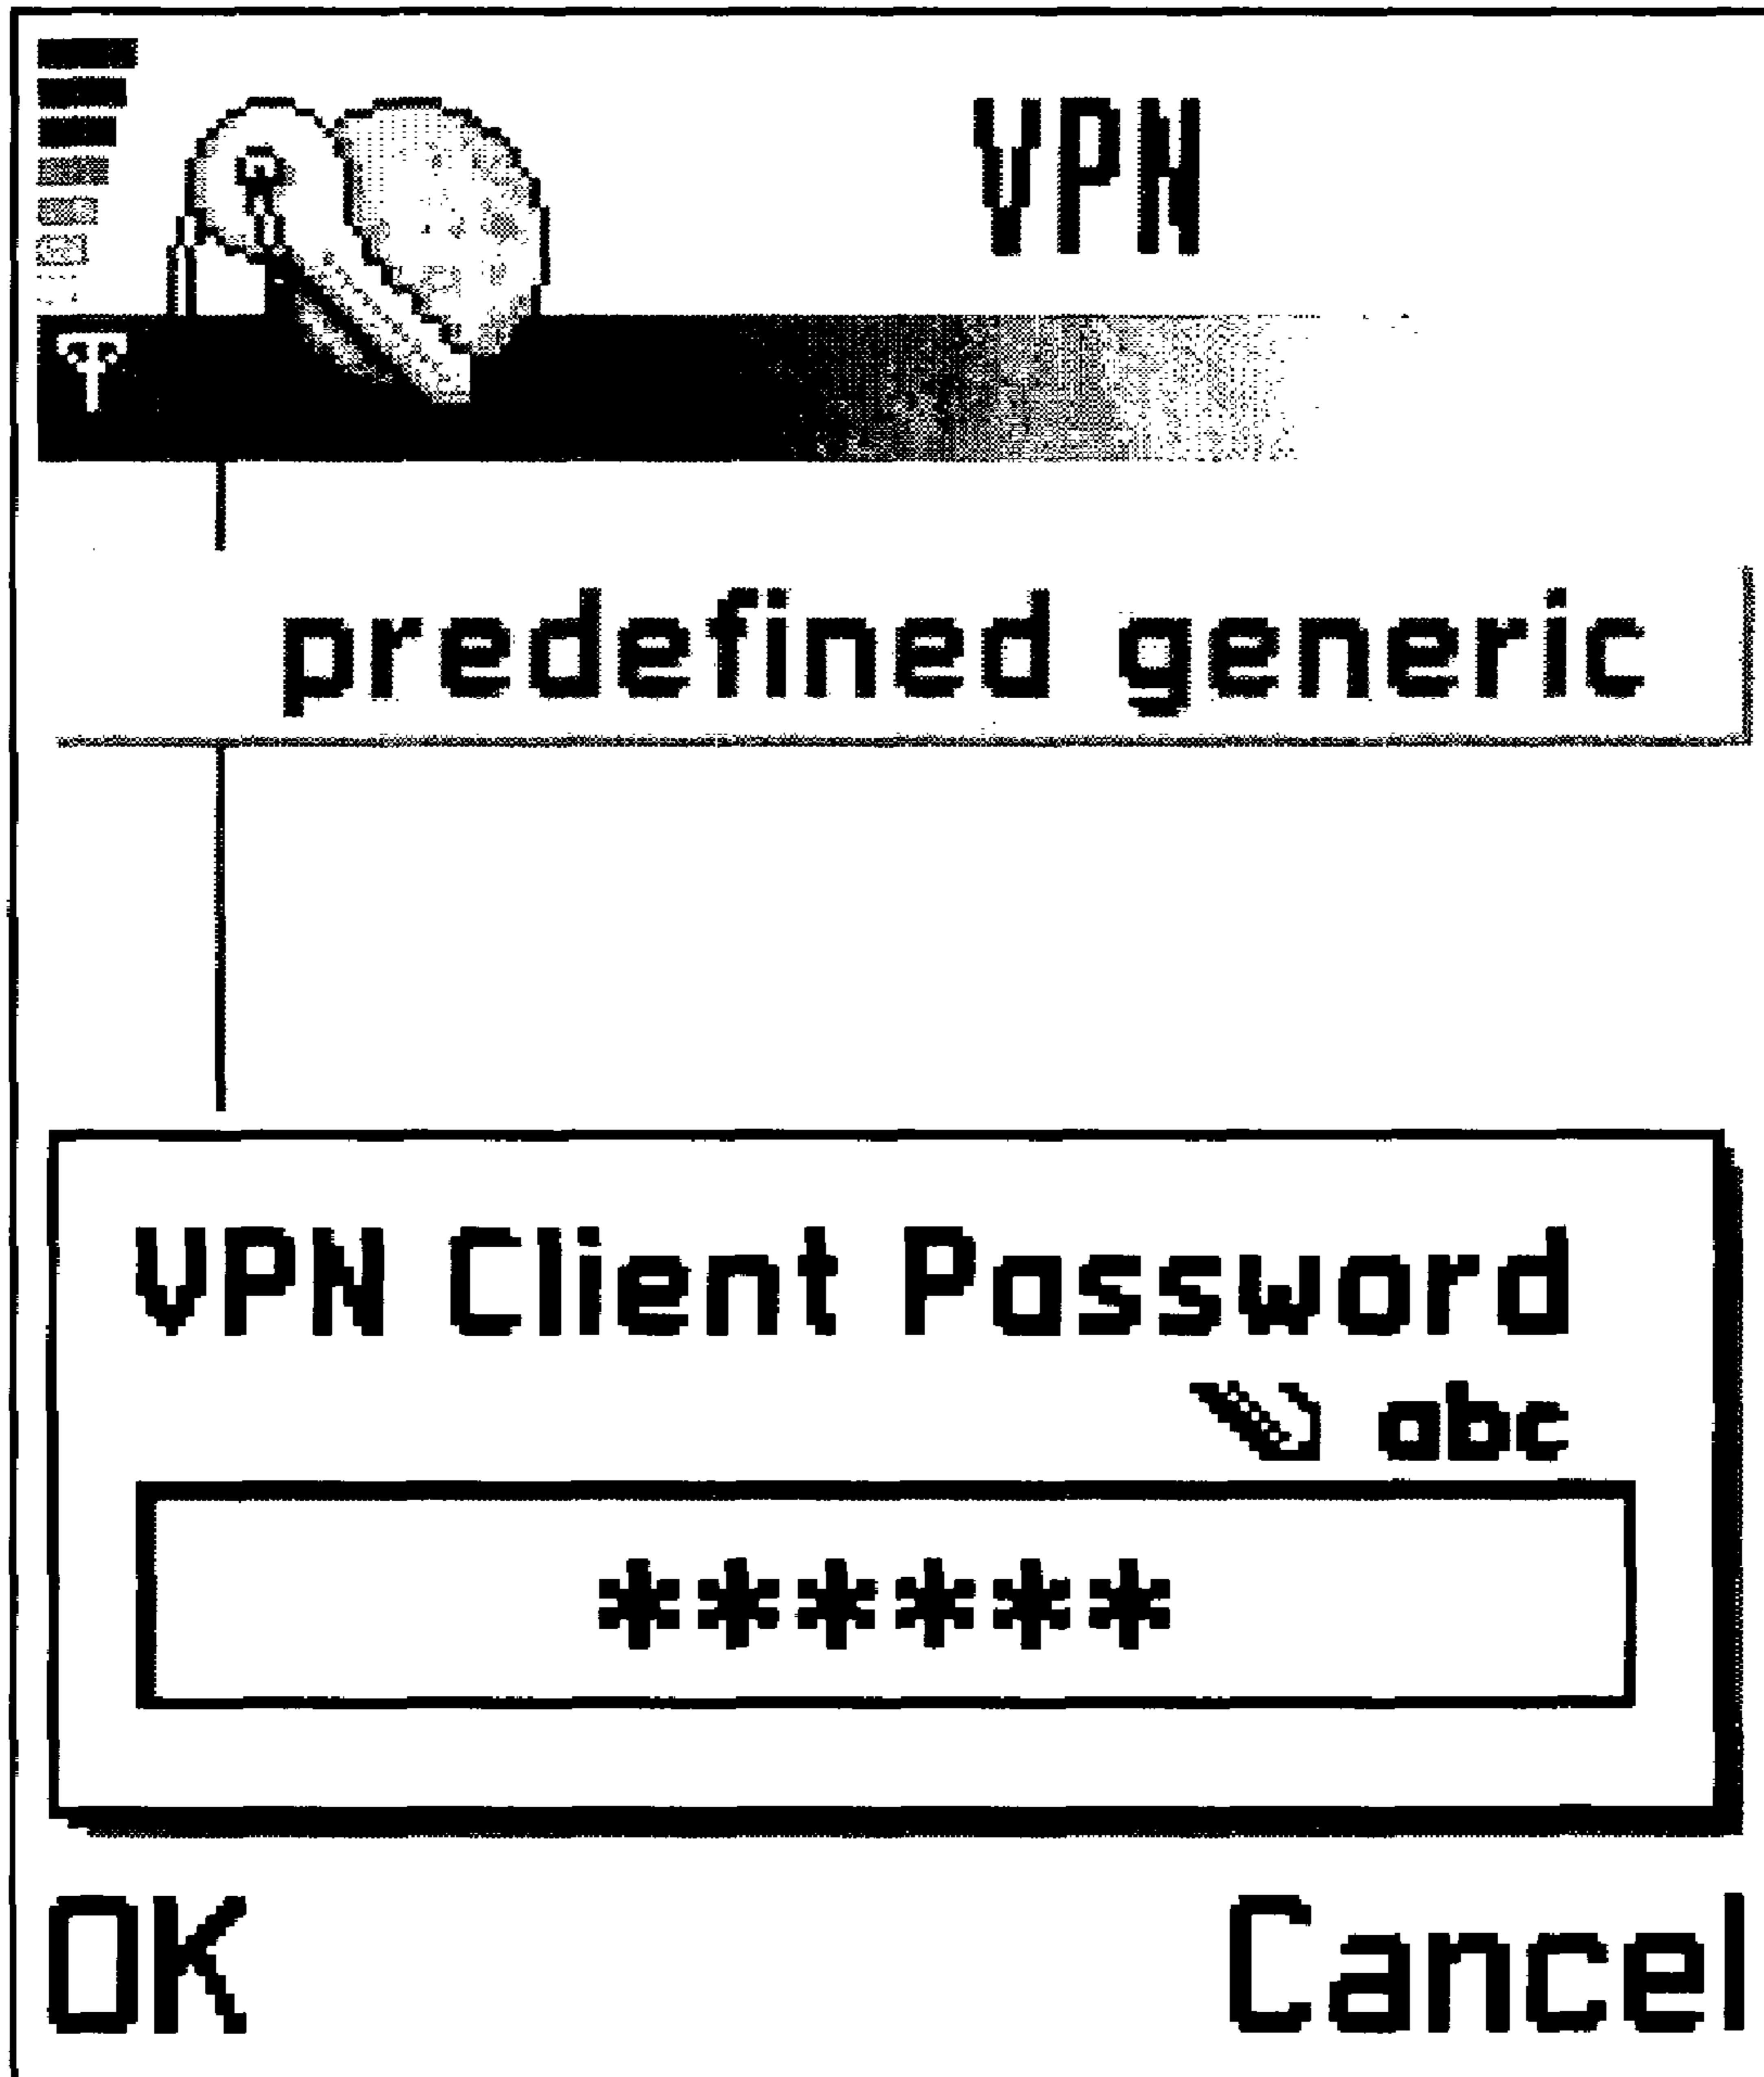 VPN
predefined generic
VPN Client Password
abc
******
OK Cancel